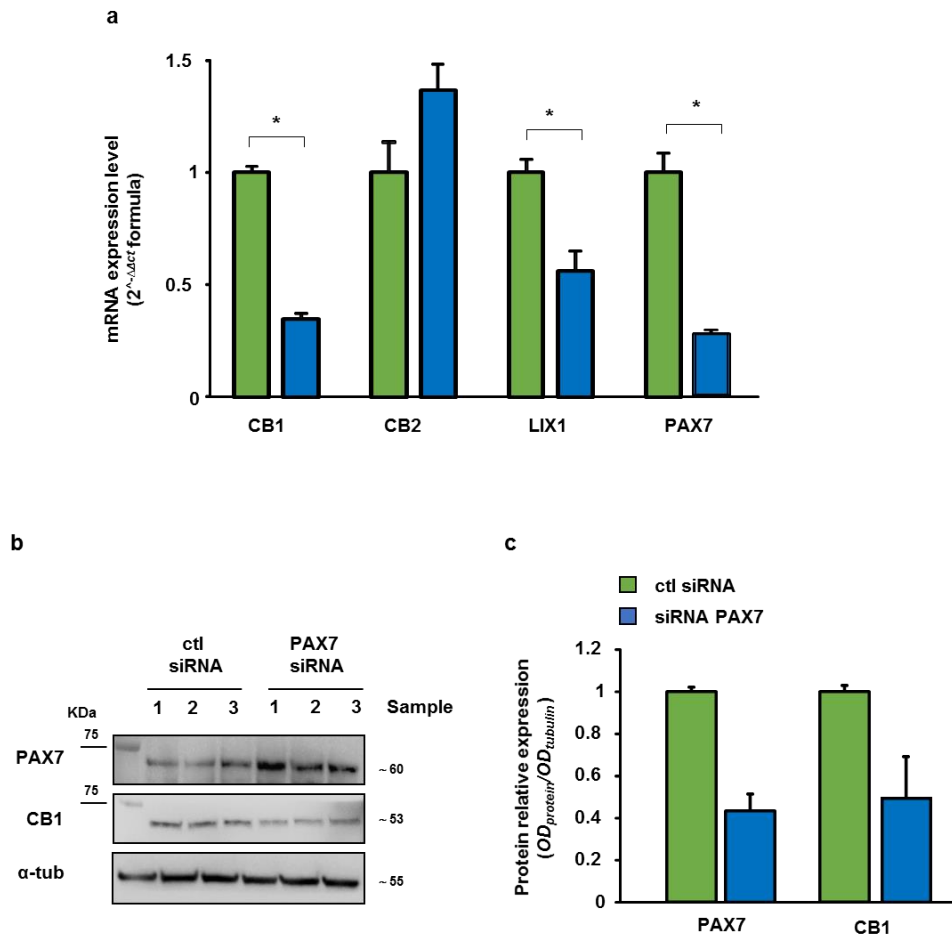 a
1.5
1
0.5
0
mRNA expression level
(2^-ΔΔct formula)
*
*
*
CB1 CB2 LIX1 PAX7
b
ctl siRNA
PAX7 siRNA
1 2 3 1 2 3 Sample
KDa
75
PAX7
~ 60
75
CB1
~ 53
α-tub
~ 55
c
ctl siRNA
siRNA PAX7
1.2
1
0.8
0.6
0.4
0.2
0
Protein relative expression
(ODprotein/ODtubulin)
PAX7 CB1